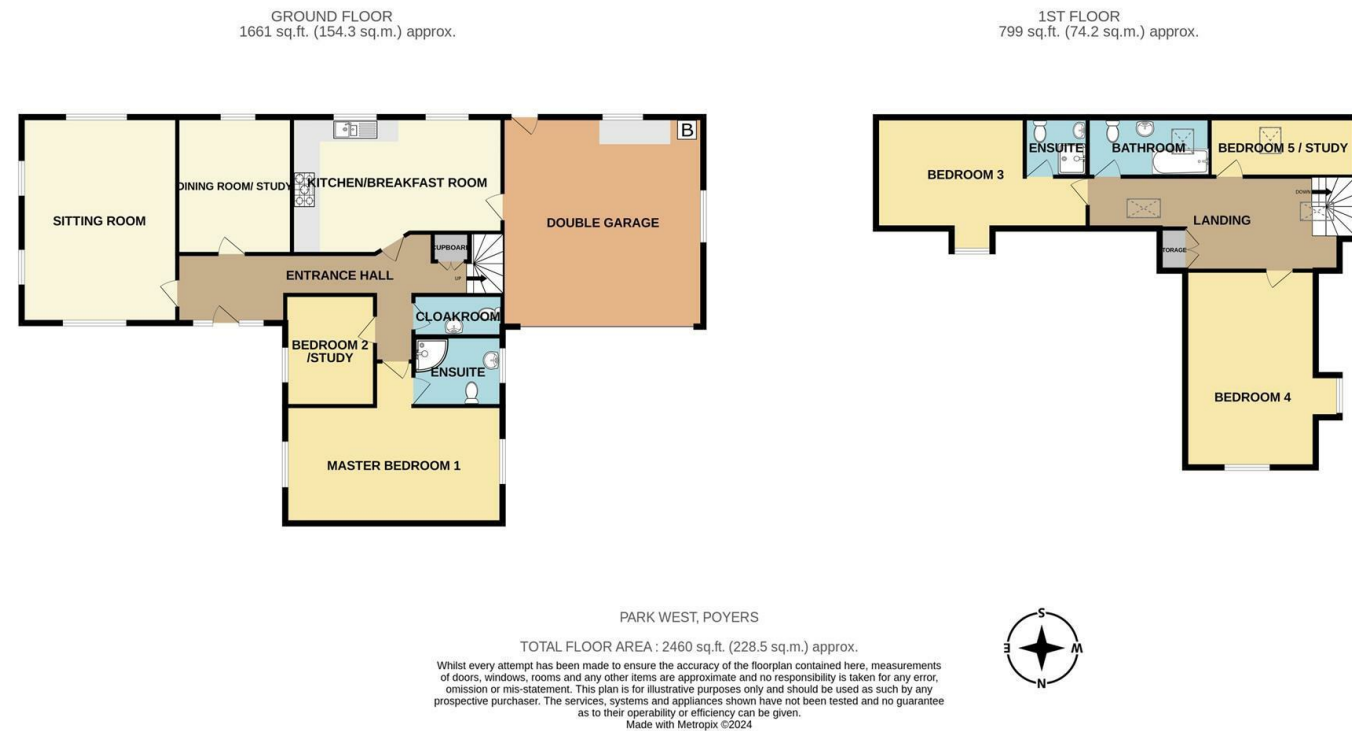 GROUND FLOOR
1661 sq.ft. (154.3 sq.m.) approx.
1ST FLOOR
799 sq.ft. (74.2 sq.m.) approx.
B
SITTING ROOM
DINING ROOM/ STUDY
KITCHEN/BREAKFAST ROOM
DOUBLE GARAGE
CUPBOARD
ENTRANCE HALL
UP
CLOAKROOM
BEDROOM 2
/STUDY
ENSUITE
MASTER BEDROOM 1
BEDROOM 3
ENSUITE
BATHROOM
BEDROOM 5 / STUDY
DOWN
LANDING
STORAGE
BEDROOM 4
PARK WEST, POYERS
TOTAL FLOOR AREA : 2460 sq.ft. (228.5 sq.m.) approx.
Whilst every attempt has been made to ensure the accuracy of the floorplan contained here, measurements
of doors, windows, rooms and any other items are approximate and no responsibility is taken for any error,
omission or mis-statement. This plan is for illustrative purposes only and should be used as such by any
prospective purchaser. The services, systems and appliances shown have not been tested and no guarantee
as to their operability or efficiency can be given.
Made with Metropix ©2024
S
E
W
N